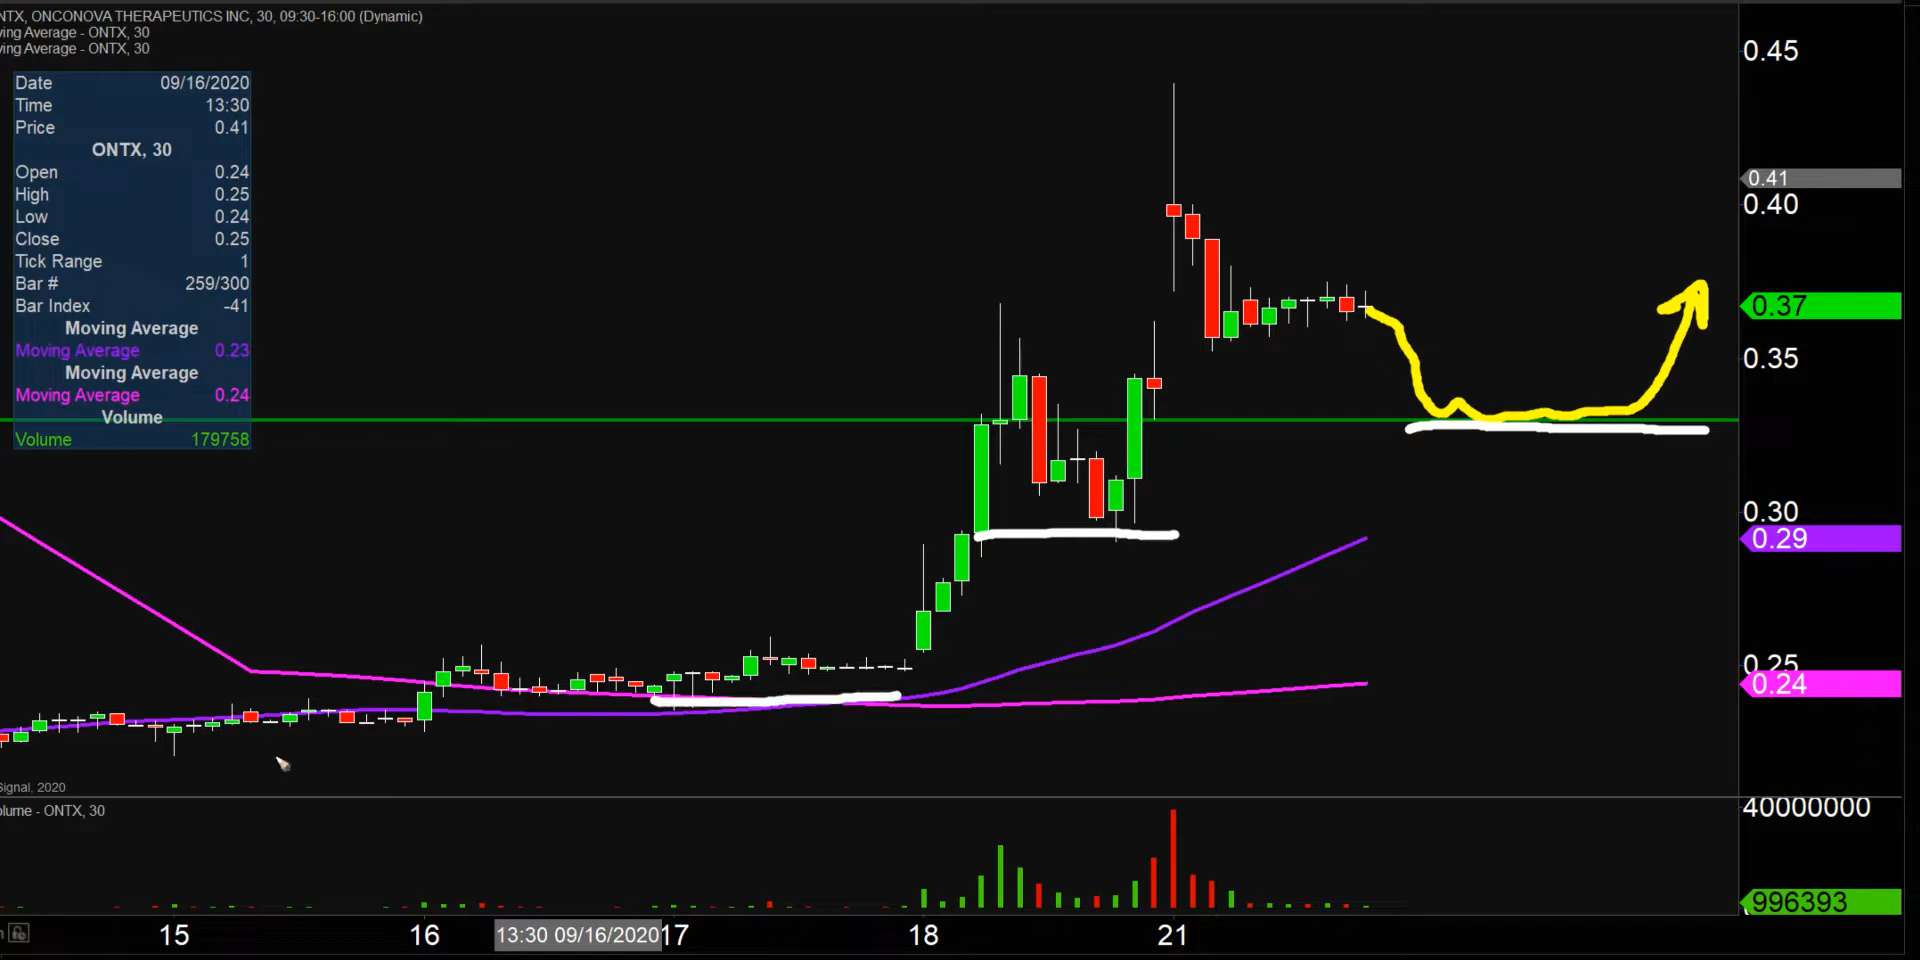 NTX, ONCONOVA THERAPEUTICS INC, 30, 09:30-16:00 (Dynamic)
ving Average - ONTX, 30
ving Average - ONTX, 30
Date 09/16/2020
Time 13:30
Price 0.41
ONTX, 30
Open 0.24
High 0.25
Low 0.24
Close 0.25
Tick Range 1
Bar # 259/300
Bar Index -41
Moving Average
Moving Average 0.23
Moving Average
Moving Average 0.24
Volume
Volume 179758
0.45
0.41
0.40
0.37
0.35
0.30
0.29
0.25
0.24
Signal, 2020
olume - ONTX, 30
40000000
996393
15 16 13:30 09/16/2020 17 18 21